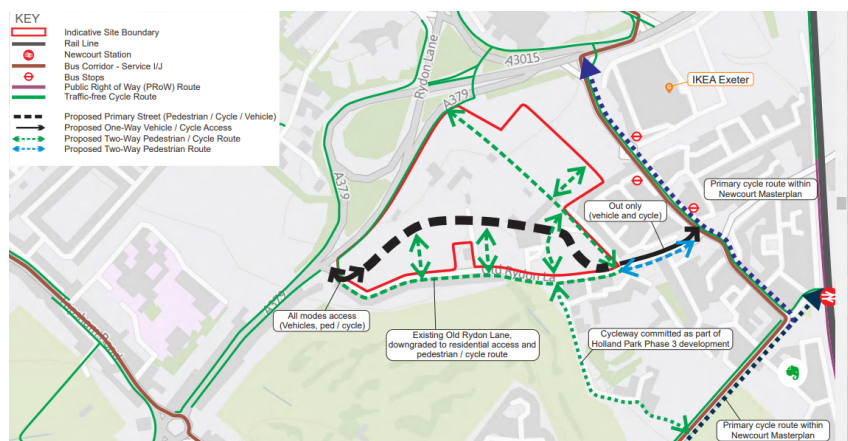 KEY
Indicative Site Boundary
Rail Line
Newcourt Station
Bus Corridor - Service I/J
Bus Stops
Public Right of Way (PRoW) Route
Traffic-free Cycle Route
Proposed Primary Street (Pedestrian / Cycle / Vehicle)
Proposed One-Way Vehicle / Cycle Access
Proposed Two-Way Pedestrian / Cycle Route
Proposed Two-Way Pedestrian Route
Rydon Lane
A3015
A379
IKEA Exeter
A379
Primary cycle route within
Newcourt Masterplan
Out only
(vehicle and cycle)
Rydon
A379
All modes access
(Vehicles, ped / cycle)
Existing Old Rydon Lane,
downgraded to residential access and
pedestrian / cycle route
Cycleway committed as part of
Holland Park Phase 3 development
Primary cycle route within
Newcourt Masterplan